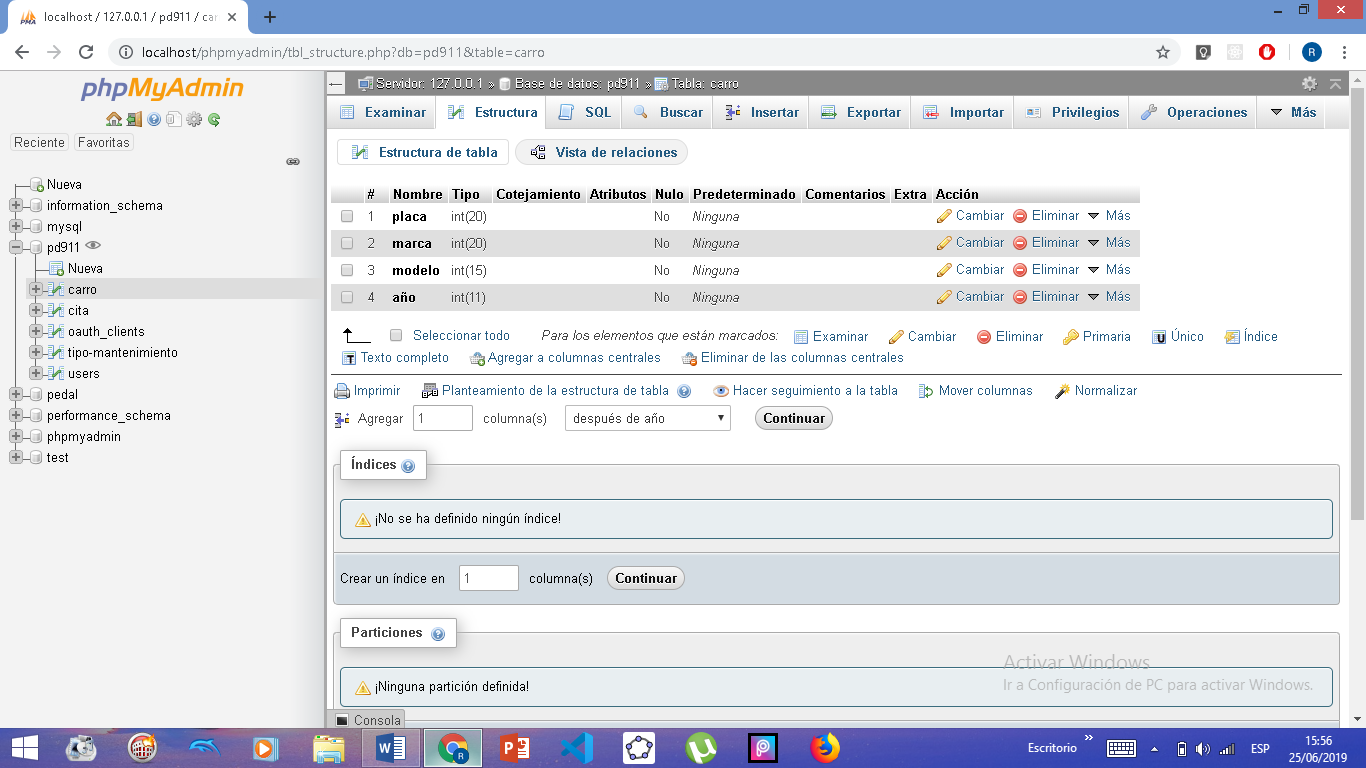 localhost / 127.0.0.1 / pd911 / car
localhost/phpmyadmin/tbl_structure.php?db=pd911&table=carro
R
phpMyAdmin
Reciente Favoritas
Nueva
information_schema
mysql
pd911
Nueva
carro
cita
oauth_clients
tipo-mantenimiento
users
pedal
performance_schema
phpmyadmin
test
Servidor: 127.0.0.1 » Base de datos: pd911 » Tabla: carro
Examinar Estructura SQL Buscar Insertar Exportar Importar Privilegios Operaciones Más
Estructura de tabla Vista de relaciones
# Nombre Tipo Cotejamiento Atributos Nulo Predeterminado Comentarios Extra Acción
1 placa int(20) No Ninguna Cambiar Eliminar Más
2 marca int(20) No Ninguna Cambiar Eliminar Más
3 modelo int(15) No Ninguna Cambiar Eliminar Más
4 año int(11) No Ninguna Cambiar Eliminar Más
Seleccionar todo Para los elementos que están marcados: Examinar Cambiar Eliminar Primaria Único Índice
Texto completo Agregar a columnas centrales Eliminar de las columnas centrales
Imprimir Planteamiento de la estructura de tabla Hacer seguimiento a la tabla Mover columnas Normalizar
Agregar 1 columna(s) después de año Continuar
Índices
¡No se ha definido ningún índice!
Crear un índice en 1 columna(s) Continuar
Particiones
¡Ninguna partición definida!
Activar Windows
Ir a Configuración de PC para activar Windows.
Consola
Escritorio » ESP 15:56
25/06/2019